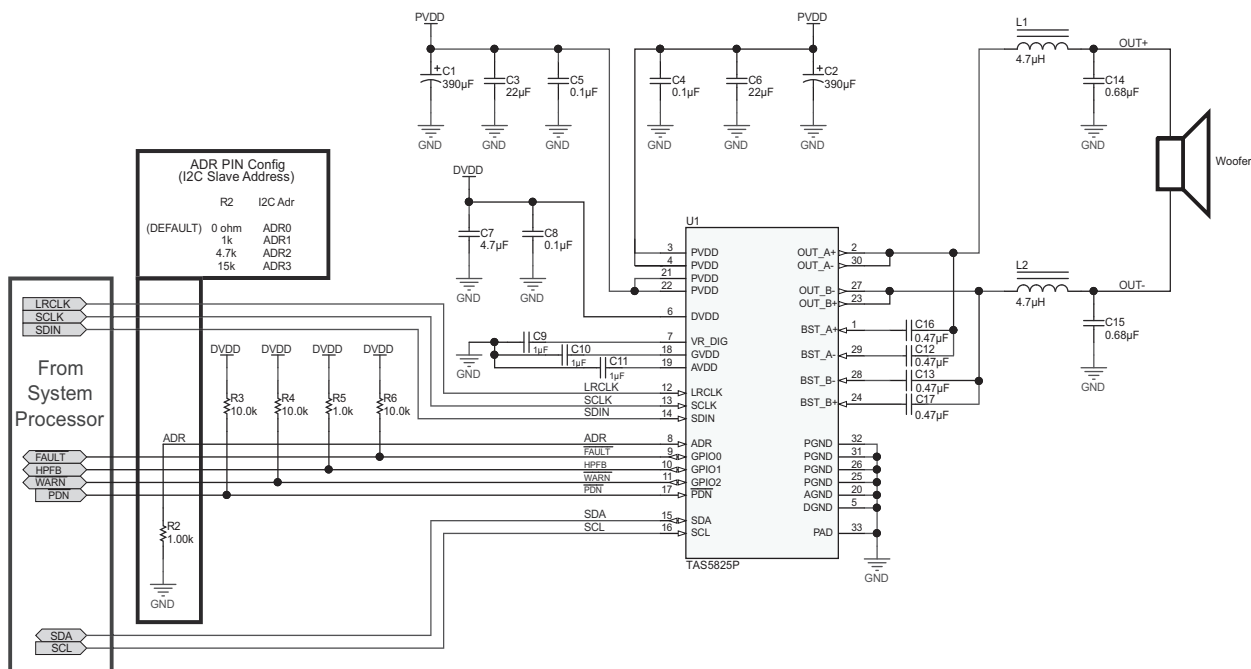 PVDD
C1
390µF
GND
C3
22µF
GND
C5
0.1µF
GND
PVDD
C4
0.1µF
GND
C6
22µF
GND
C2
390µF
GND
L1
4.7µH
OUT+
C14
0.68µF
GND
Woofer
ADR PIN Config
(I2C Slave Address)
R2 I2C Adr
(DEFAULT) 0 ohm ADR0
1k ADR1
4.7k ADR2
15k ADR3
DVDD
C7
4.7µF
GND
C8
0.1µF
GND
U1
3 PVDD
4 PVDD
21 PVDD
22 PVDD
6 DVDD
7 VR_DIG
18 GVDD
19 AVDD
LRCLK 12 LRCLK
SCLK 13 SCLK
SDIN 14 SDIN
ADR 8 ADR
FAULT 9 GPIO0
HPFB 10 GPIO1
WARN 11 GPIO2
PDN 17 PDN
SDA 15 SDA
SCL 16 SCL
OUT_A+ 2
OUT_A- 30
OUT_B- 27
OUT_B+ 23
BST_A+ 1
BST_A- 29
BST_B- 28
BST_B+ 24
PGND 32
PGND 31
PGND 26
PGND 25
AGND 20
DGND 5
PAD 33
GND
TAS5825P
C16
0.47µF
C12
0.47µF
C13
0.47µF
C17
0.47µF
L2
4.7µH
OUT-
C15
0.68µF
GND
GND
C9
1µF
C10
1µF
C11
1µF
LRCLK
SCLK
SDIN
From
System
Processor
FAULT
HPFB
WARN
PDN
SDA
SCL
DVDD
R3
10.0k
DVDD
R4
10.0k
DVDD
R5
1.0k
DVDD
R6
10.0k
ADR
R2
1.00k
GND